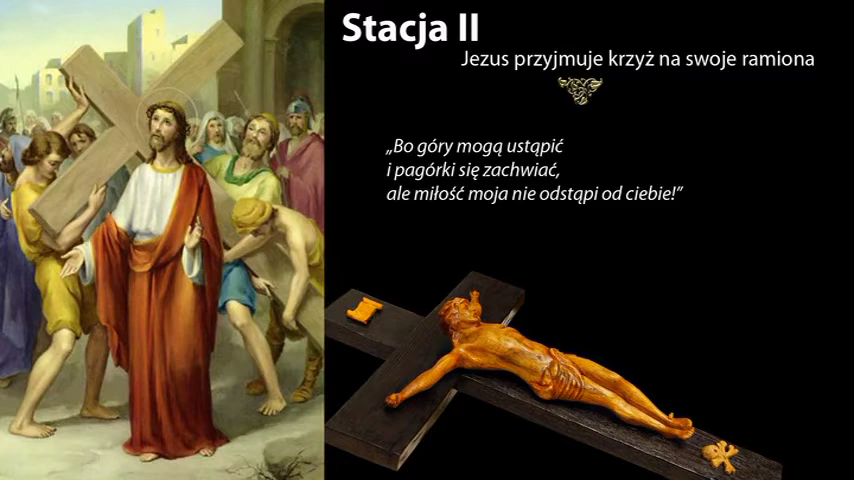 Stacja II
Jezus przyjmuje krzyż na swoje ramiona
„Bo góry mogą ustąpić
i pagórki się zachwiać,
ale miłość moja nie odstąpi od ciebie!”